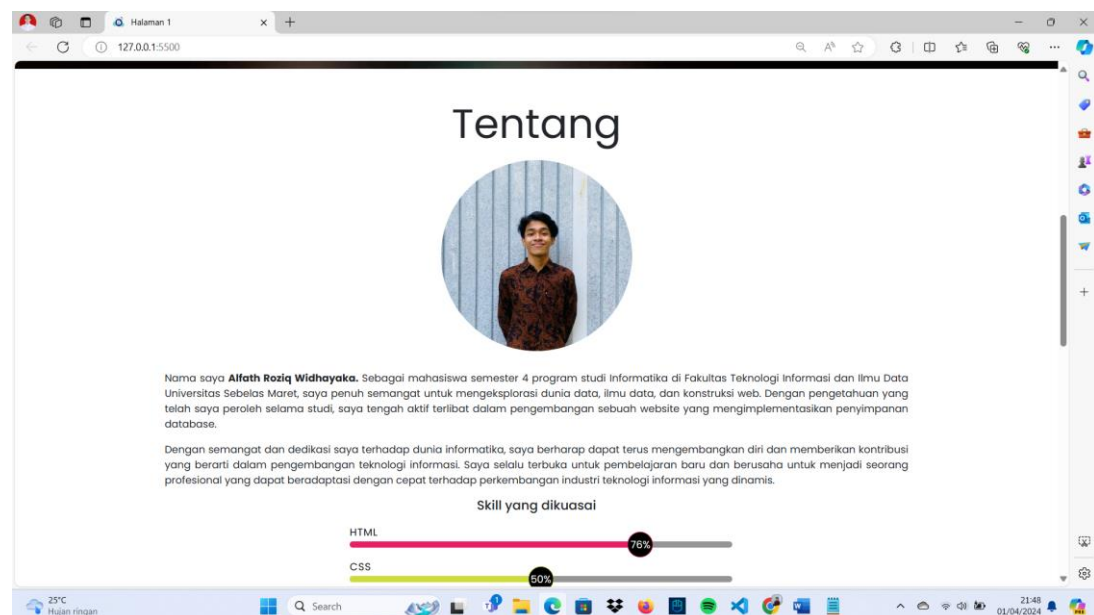 Halaman 1
127.0.0.1:5500
Tentang
Nama saya Alfath Roziq Widhayaka. Sebagai mahasiswa semester 4 program studi Informatika di Fakultas Teknologi Informasi dan Ilmu Data
Universitas Sebelas Maret, saya penuh semangat untuk mengeksplorasi dunia data, ilmu data, dan konstruksi web. Dengan pengetahuan yang
telah saya peroleh selama studi, saya tengah aktif terlibat dalam pengembangan sebuah website yang mengimplementasikan penyimpanan
database.
Dengan semangat dan dedikasi saya terhadap dunia informatika, saya berharap dapat terus mengembangkan diri dan memberikan kontribusi
yang berarti dalam pengembangan teknologi informasi. Saya selalu terbuka untuk pembelajaran baru dan berusaha untuk menjadi seorang
profesional yang dapat beradaptasi dengan cepat terhadap perkembangan industri teknologi informasi yang dinamis.
Skill yang dikuasai
HTML
76%
CSS
50%
25°C
Hujan ringan
Search
21:48
01/04/2024